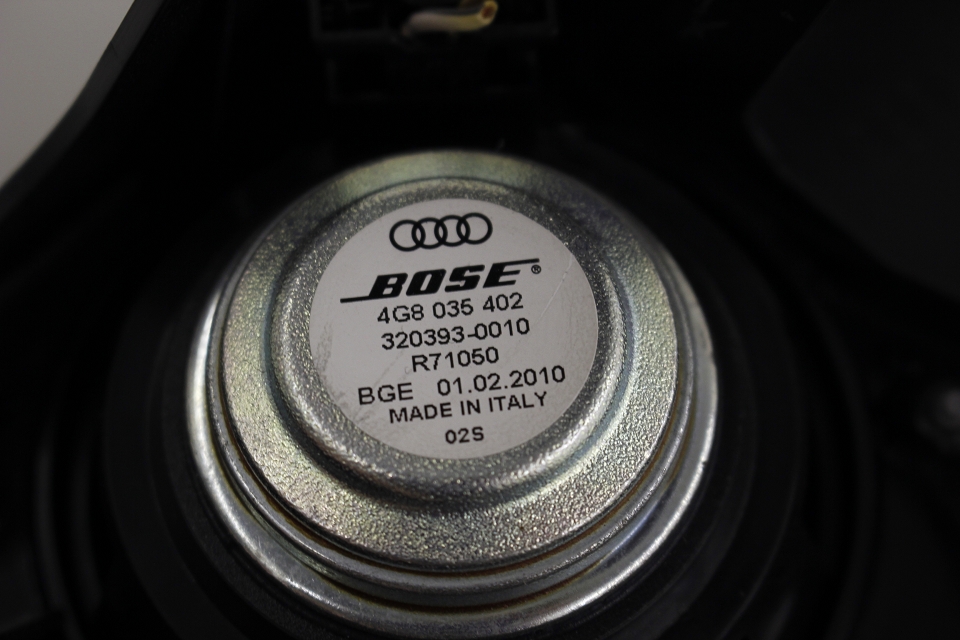 BOSE®
4G8 035 402
320393-0010
R71050
BGE 01.02.2010
MADE IN ITALY
02S